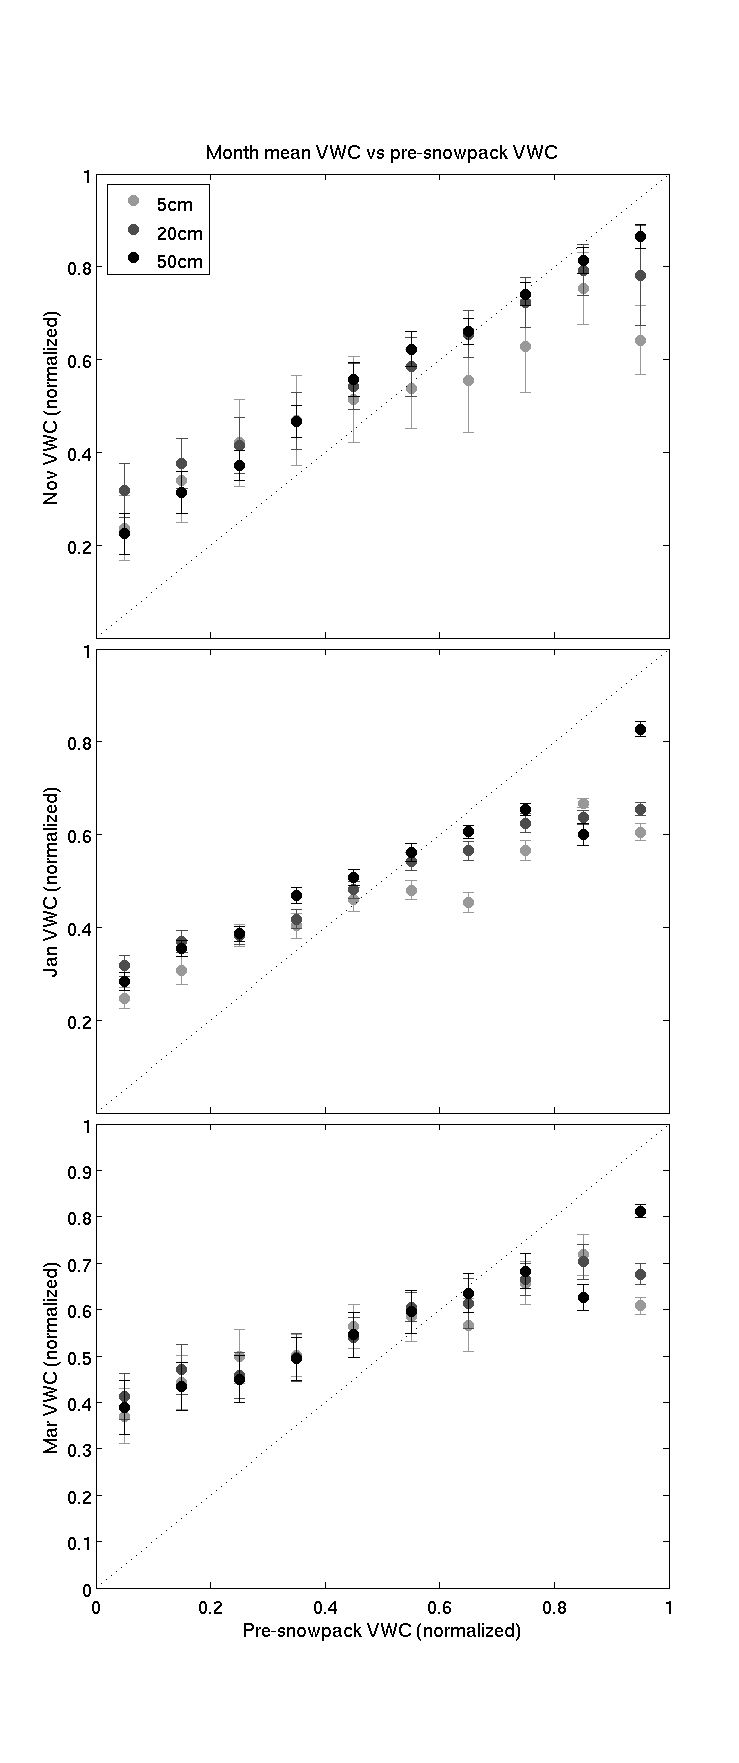 Month mean VWC vs pre-snowpack VWC
1
0.8
0.6
0.4
0.2
Nov VWC (normalized)
5cm
20cm
50cm
1
0.8
0.6
0.4
0.2
Jan VWC (normalized)
1
0.9
0.8
0.7
0.6
0.5
0.4
0.3
0.2
0.1
0
Mar VWC (normalized)
0 0.2 0.4 0.6 0.8 1
Pre-snowpack VWC (normalized)